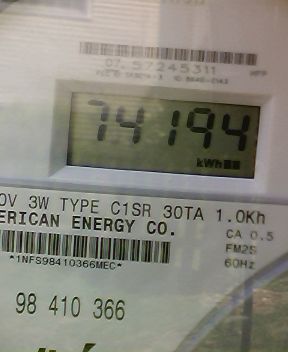 07. 57245311
74194
kWh
0V 3W TYPE C1SR 30TA 1.0Kh
ERICAN ENERGY CO.
CA 0.5
FM2S
*1NFS98410366MEC*
60Hz
98 410 366